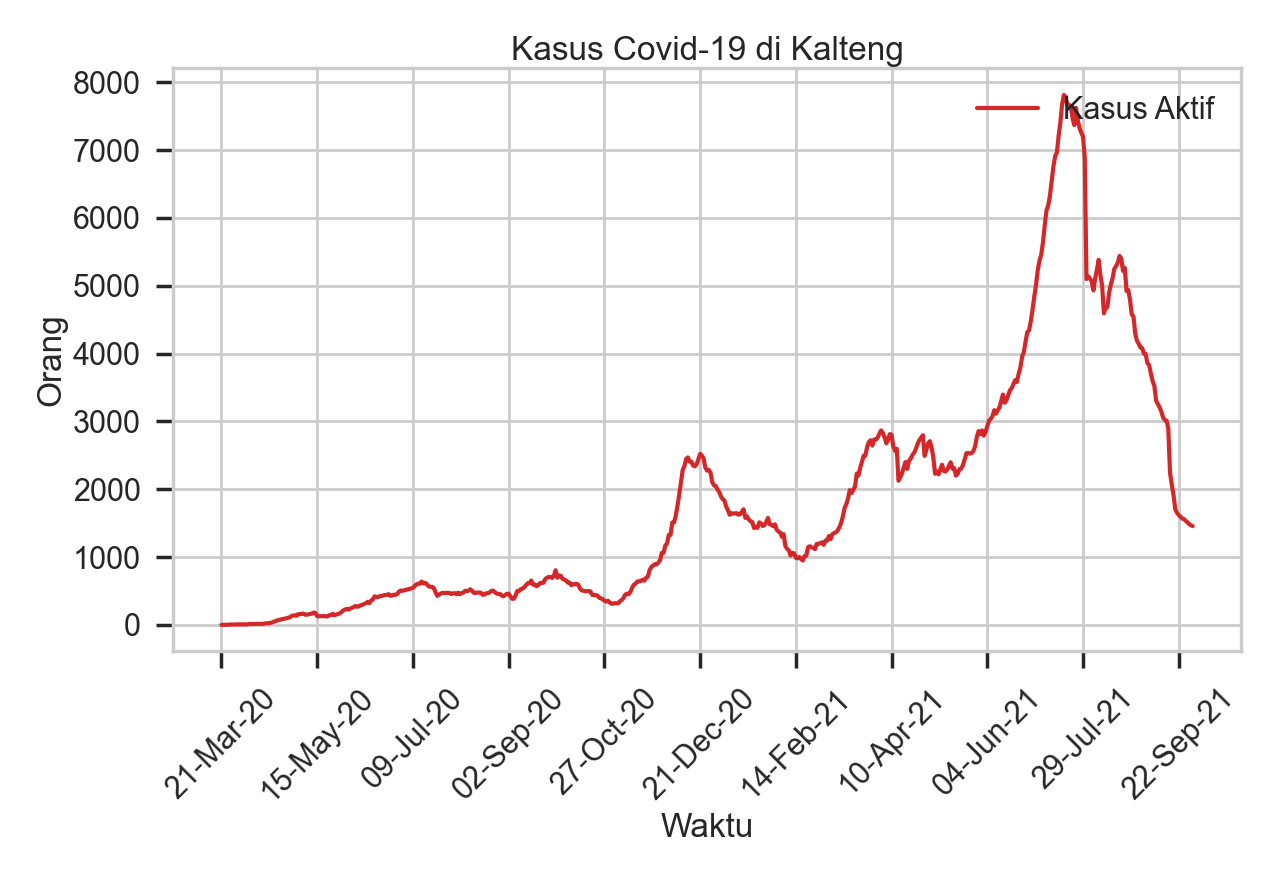 Kasus Covid-19 di Kalteng
Kasus Aktif
8000
7000
6000
5000
4000
3000
2000
1000
0
Orang
21-Mar-20
15-May-20
09-Jul-20
02-Sep-20
27-Oct-20
21-Dec-20
14-Feb-21
10-Apr-21
04-Jun-21
29-Jul-21
22-Sep-21
Waktu